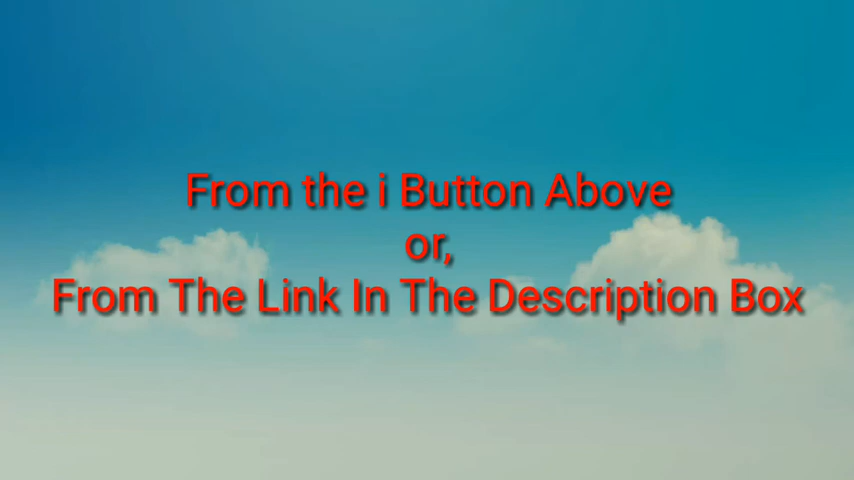 From the i Button Above
or,
From The Link In The Description Box